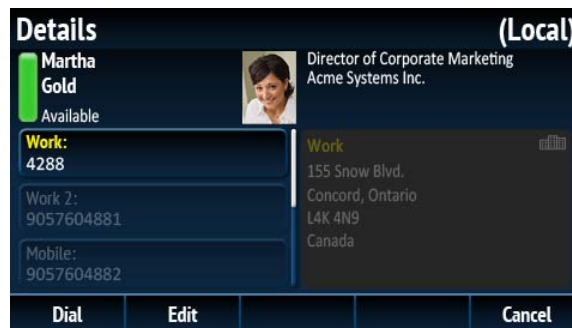 Details
(Local)
Martha
Gold
Available
Director of Corporate Marketing
Acme Systems Inc.
Work:
4288
Work 2:
9057604881
Mobile:
9057604882
Work
155 Snow Blvd.
Concord, Ontario
L4K 4N9
Canada
Dial
Edit
Cancel